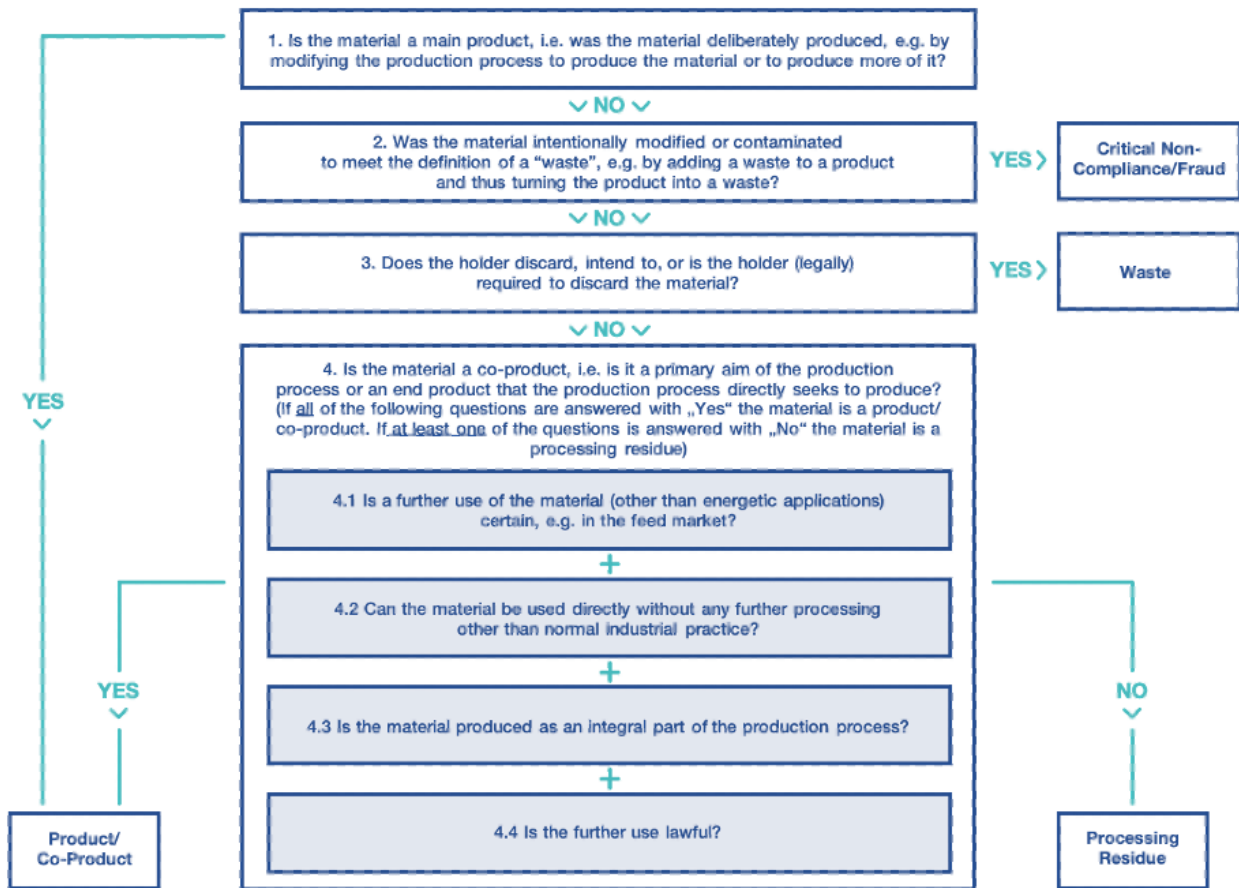 1. Is the material a main product, i.e. was the material deliberately produced, e.g. by
modifying the production process to produce the material or to produce more of it?
NO
2. Was the material intentionally modified or contaminated
to meet the definition of a “waste”, e.g. by adding a waste to a product
and thus turning the product into a waste?
YES
Critical Non-
Compliance/Fraud
NO
3. Does the holder discard, intend to, or is the holder (legally)
required to discard the material?
YES
Waste
NO
4. Is the material a co-product, i.e. is it a primary aim of the production
process or an end product that the production process directly seeks to produce?
(If all of the following questions are answered with „Yes“ the material is a product/
co-product. If at least one of the questions is answered with „No“ the material is a
processing residue)
YES
4.1 Is a further use of the material (other than energetic applications)
certain, e.g. in the feed market?
+
4.2 Can the material be used directly without any further processing
other than normal industrial practice?
+
YES
NO
4.3 Is the material produced as an integral part of the production process?
+
4.4 Is the further use lawful?
Product/
Co-Product
Processing
Residue